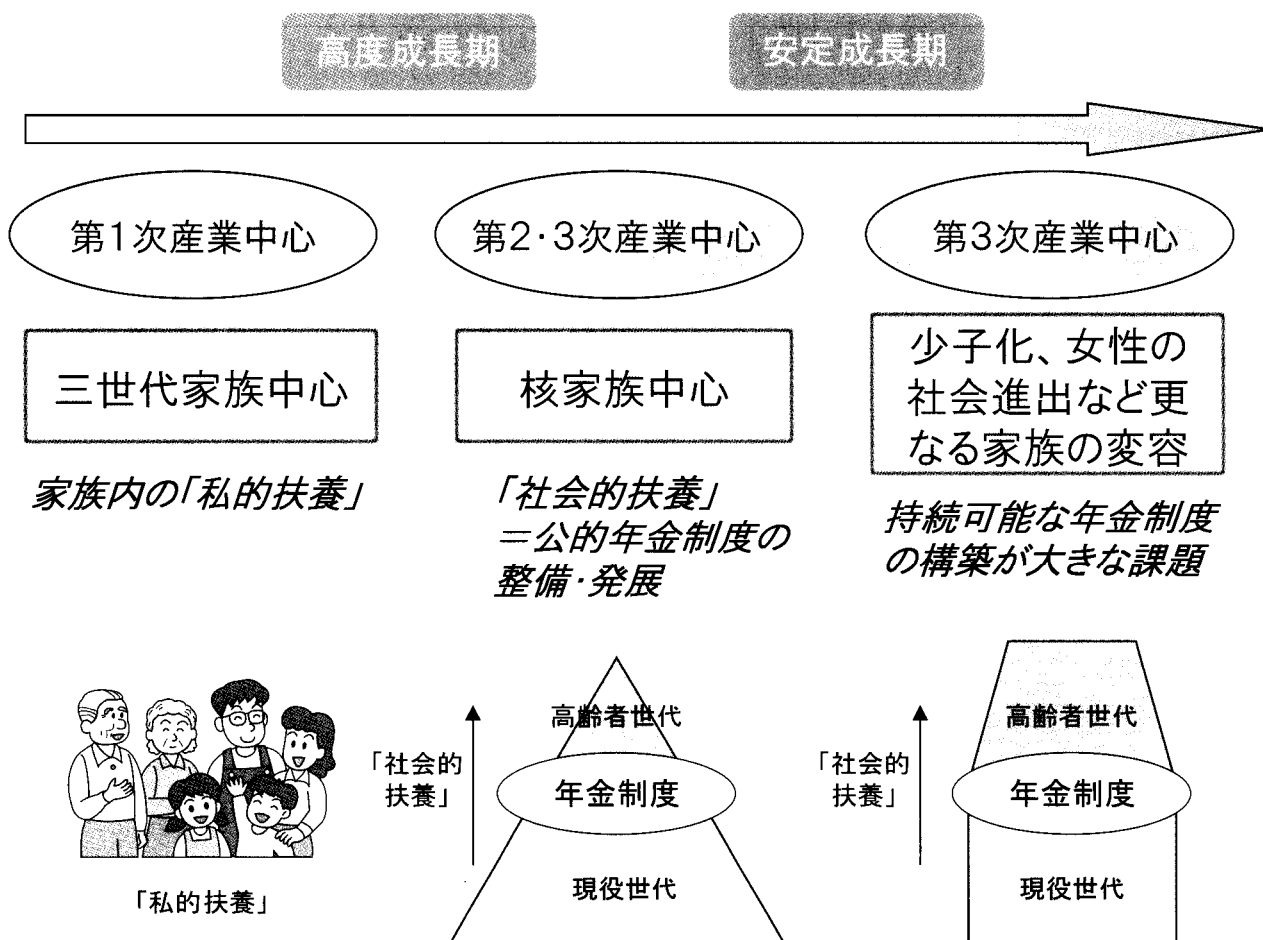 高度成長期
安定成長期
第1次産業中心
第2・3次産業中心
第3次産業中心
三世代家族中心
核家族中心
少子化、女性の
社会進出など更
なる家族の変容
家族内の「私的扶養」
「社会的扶養」
＝公的年金制度の
整備・発展
持続可能な年金制度
の構築が大きな課題
「私的扶養」
「社会的
扶養」
高齢者世代
年金制度
現役世代
「社会的
扶養」
高齢者世代
年金制度
現役世代